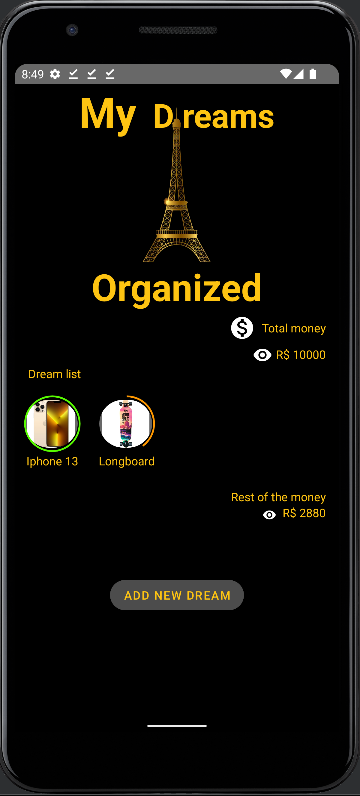 8:49
My Dreams
Organized
Total money
R$ 10000
Dream list
Iphone 13
Longboard
Rest of the money
R$ 2880
ADD NEW DREAM